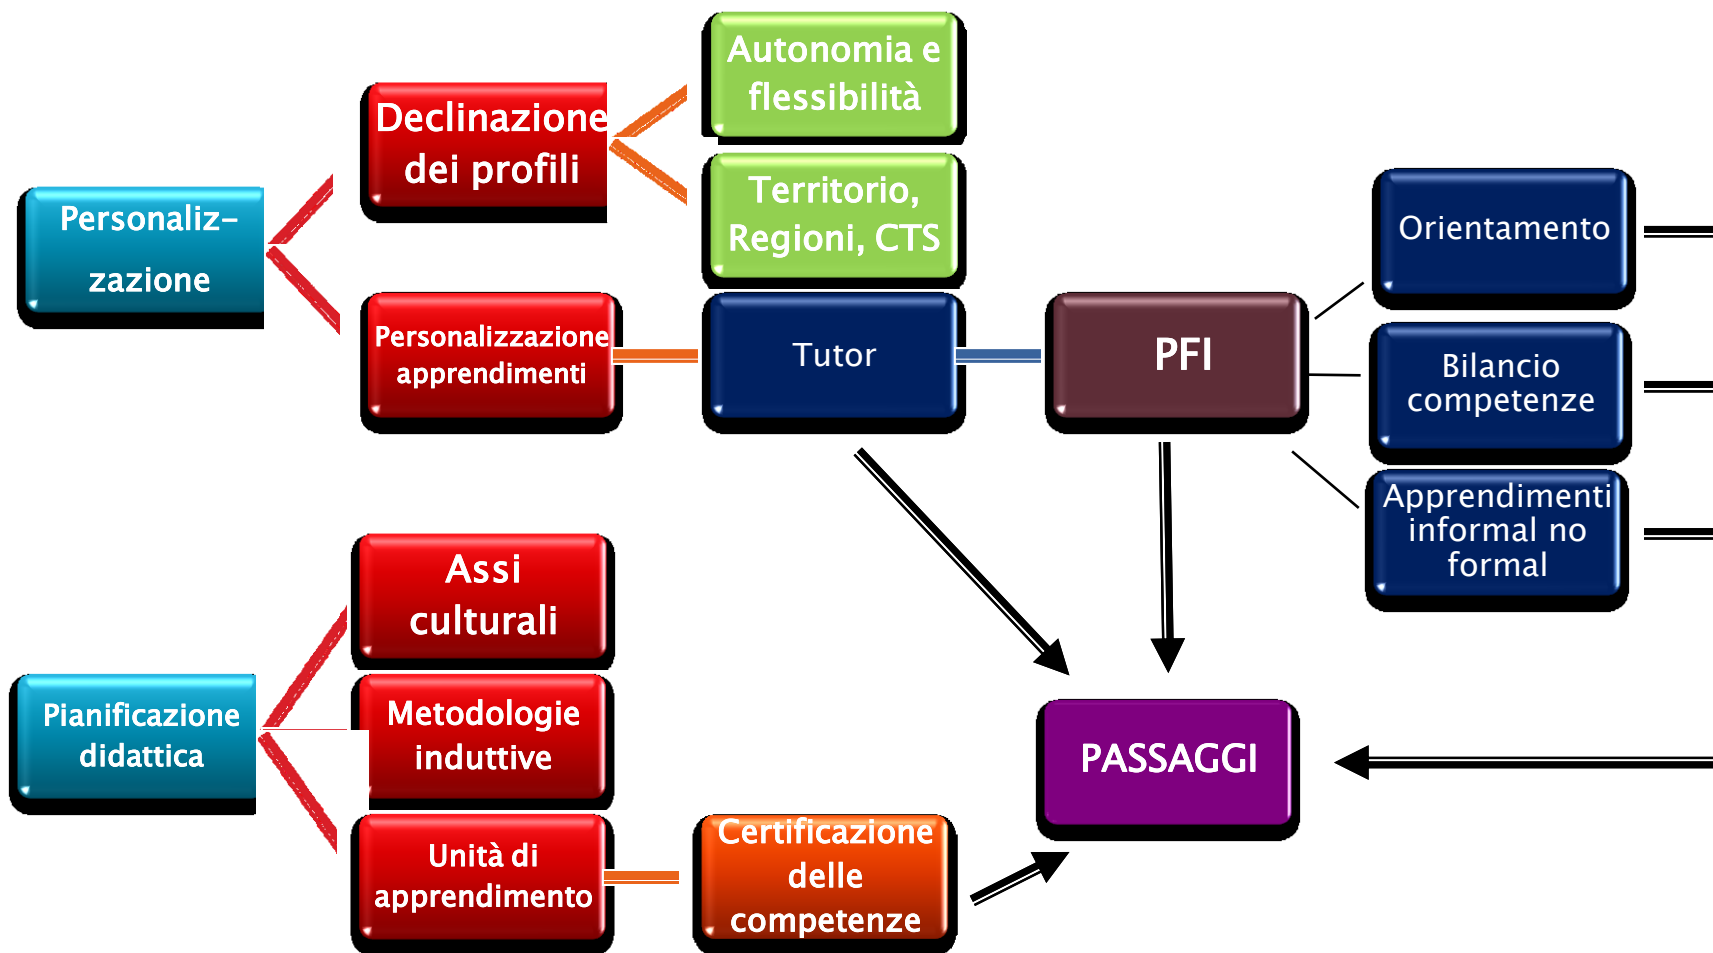 Autonomia e
flessibilità
Declinazione
dei profili
Territorio,
Regioni, CTS
Personaliz-
zazione
Personalizzazione
apprendimenti
Tutor
PFI
Orientamento
Bilancio
competenze
Apprendimenti
informal no
formal
Assi
culturali
Pianificazione
didattica
Metodologie
induttive
Unità di
apprendimento
Certificazione
delle
competenze
PASSAGGI